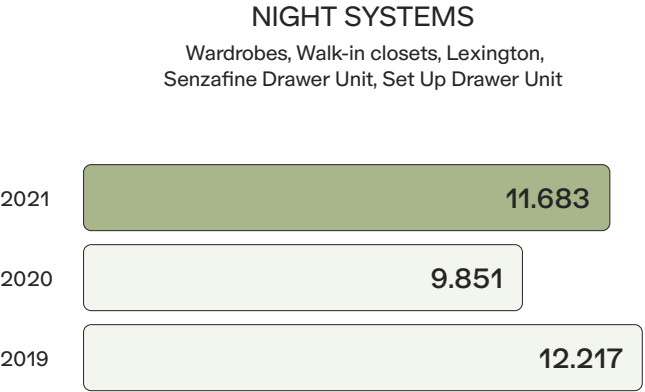 NIGHT SYSTEMS
Wardrobes, Walk-in closets, Lexington,
Senzafine Drawer Unit, Set Up Drawer Unit
2021 11.683
2020 9.851
2019 12.217